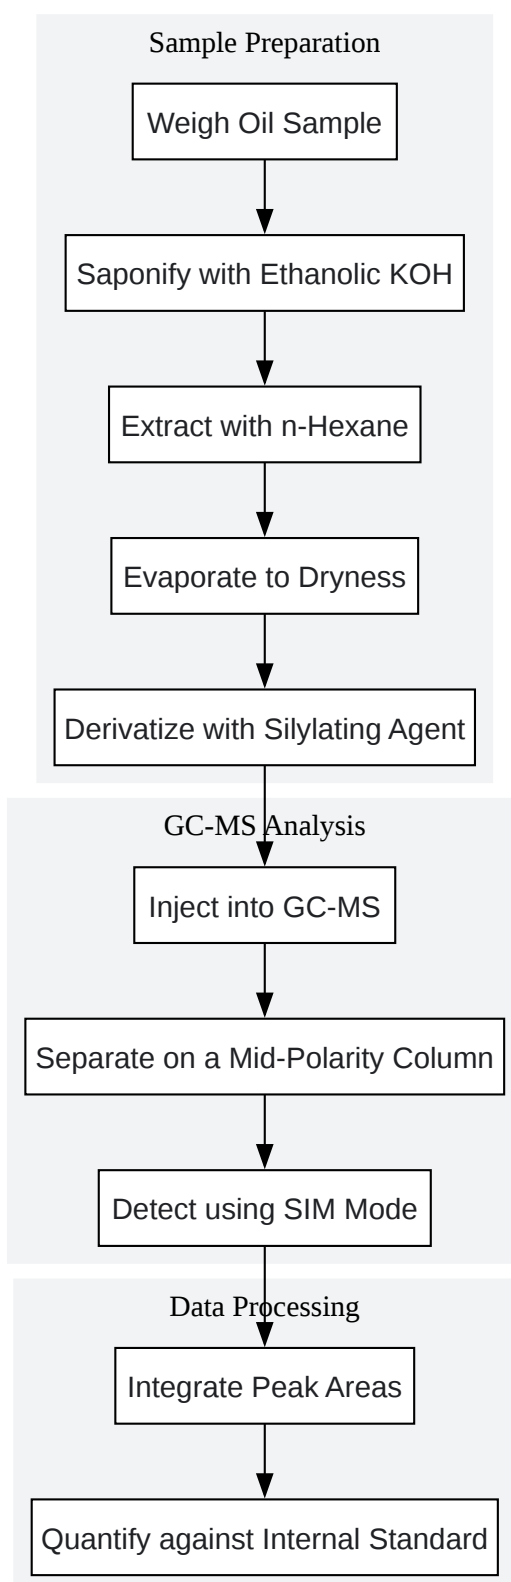 Sample Preparation
Weigh Oil Sample
Saponify with Ethanolic KOH
Extract with n-Hexane
Evaporate to Dryness
Derivatize with Silylating Agent
GC-MS Analysis
Inject into GC-MS
Separate on a Mid-Polarity Column
Detect using SIM Mode
Data Processing
Integrate Peak Areas
Quantify against Internal Standard